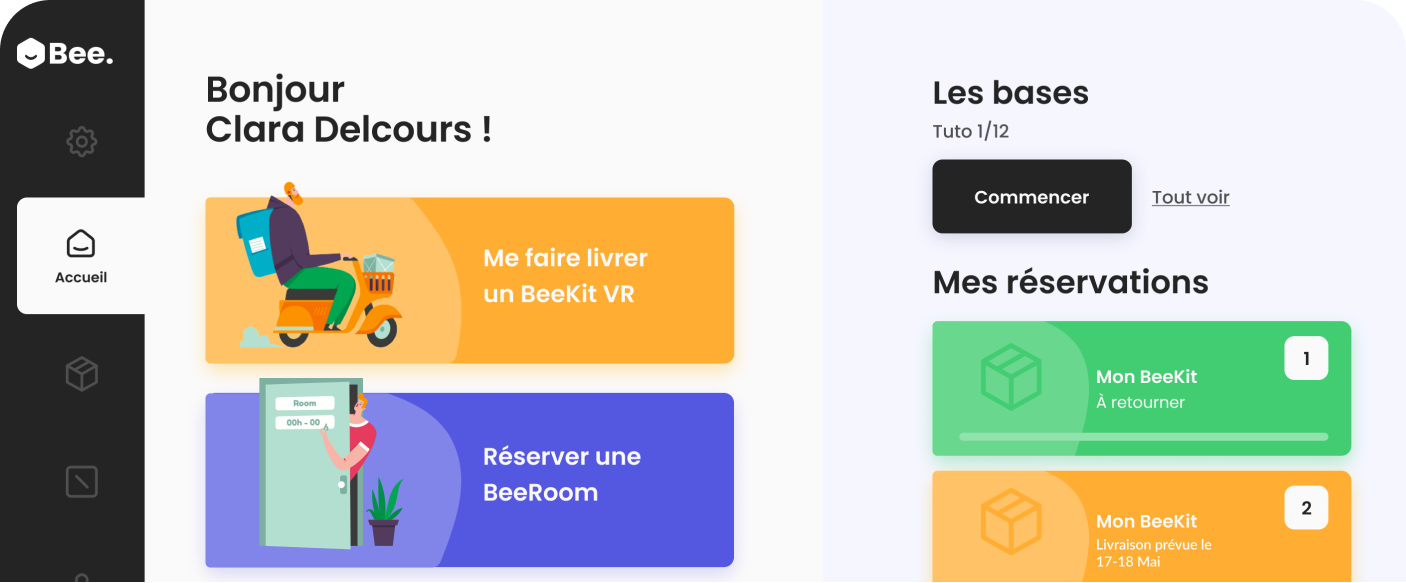 Bee.
Accueil
Bonjour
Clara Delcours !
Me faire livrer
un BeeKit VR
Room
00h - 00
Réserver une
BeeRoom
Les bases
Tuto 1/12
Commencer
Tout voir
Mes réservations
1
Mon BeeKit
À retourner
2
Mon BeeKit
Livraison prévue le
17-18 Mai